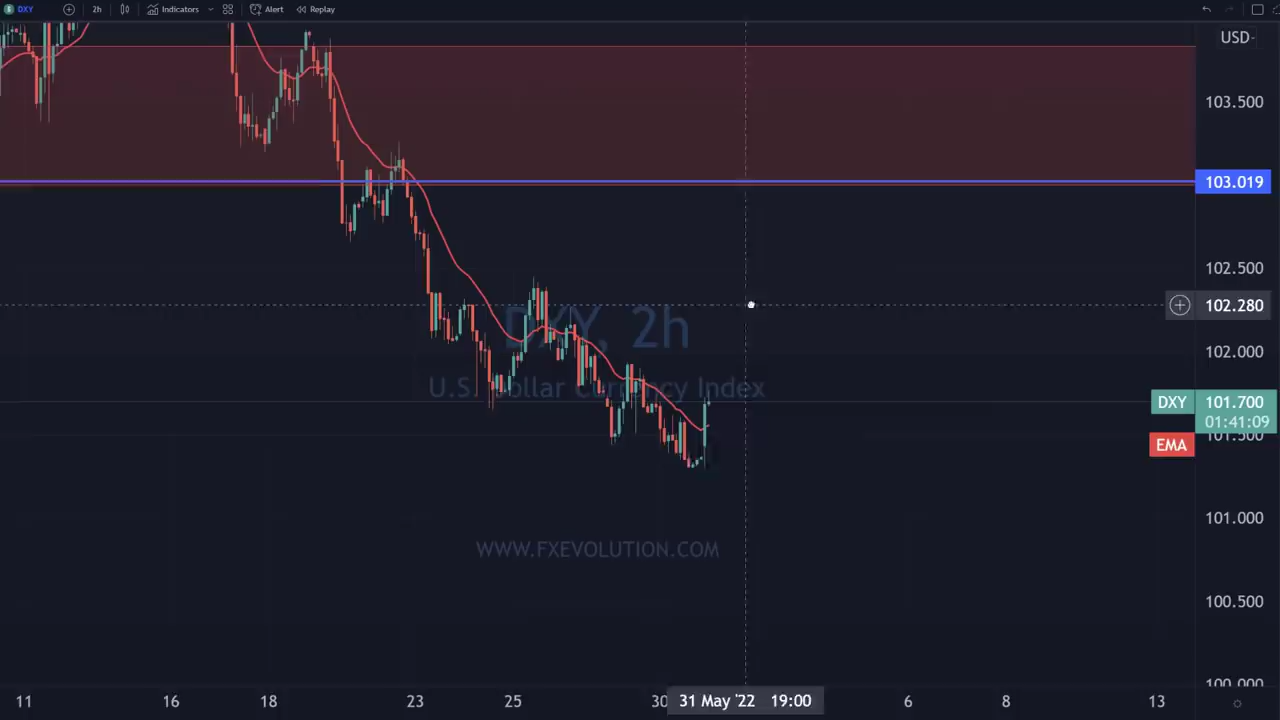 DXY 2h Indicators Alert Replay
USD
103.500
103.019
102.500
102.280
DXY, 2h
102.000
U.S. Dollar Currency Index
DXY 101.700
01:41:09
101.500
EMA
101.000
WWW.FXEVOLUTION.COM
100.500
100.000
11 16 18 23 25 30 31 May '22 19:00 6 8 13